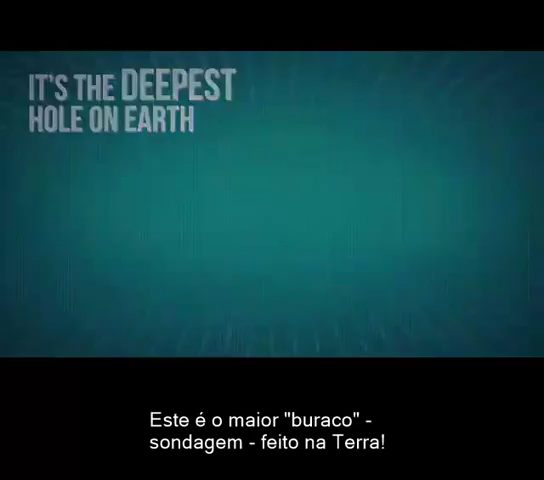 IT'S THE DEEPEST
HOLE ON EARTH
Este é o maior "buraco" -
sondagem - feito na Terra!